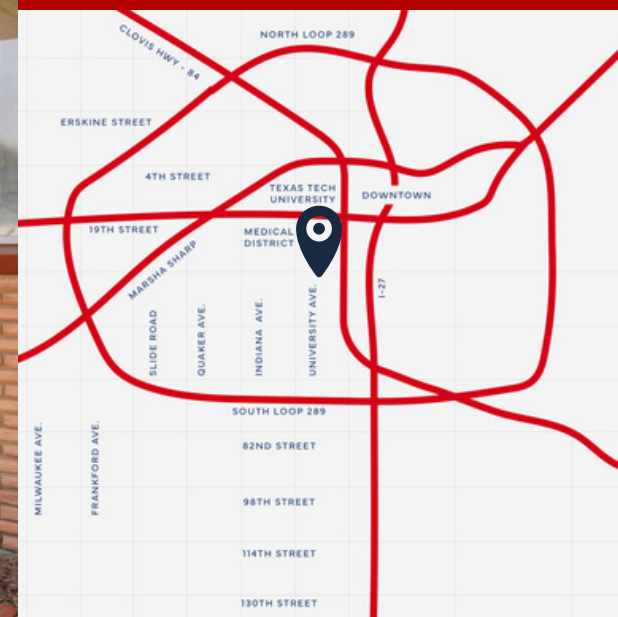 NORTH LOOP 289
CLOVIS HWY - 84
ERSKINE STREET
4TH STREET
TEXAS TECH
UNIVERSITY
DOWNTOWN
19TH STREET
MEDICAL
DISTRICT
MARSHA SHARP
I-27
SLIDE ROAD
QUAKER AVE.
INDIANA AVE.
UNIVERSITY AVE.
SOUTH LOOP 289
MILWAUKEE AVE.
FRANKFORD AVE.
82ND STREET
98TH STREET
114TH STREET
130TH STREET